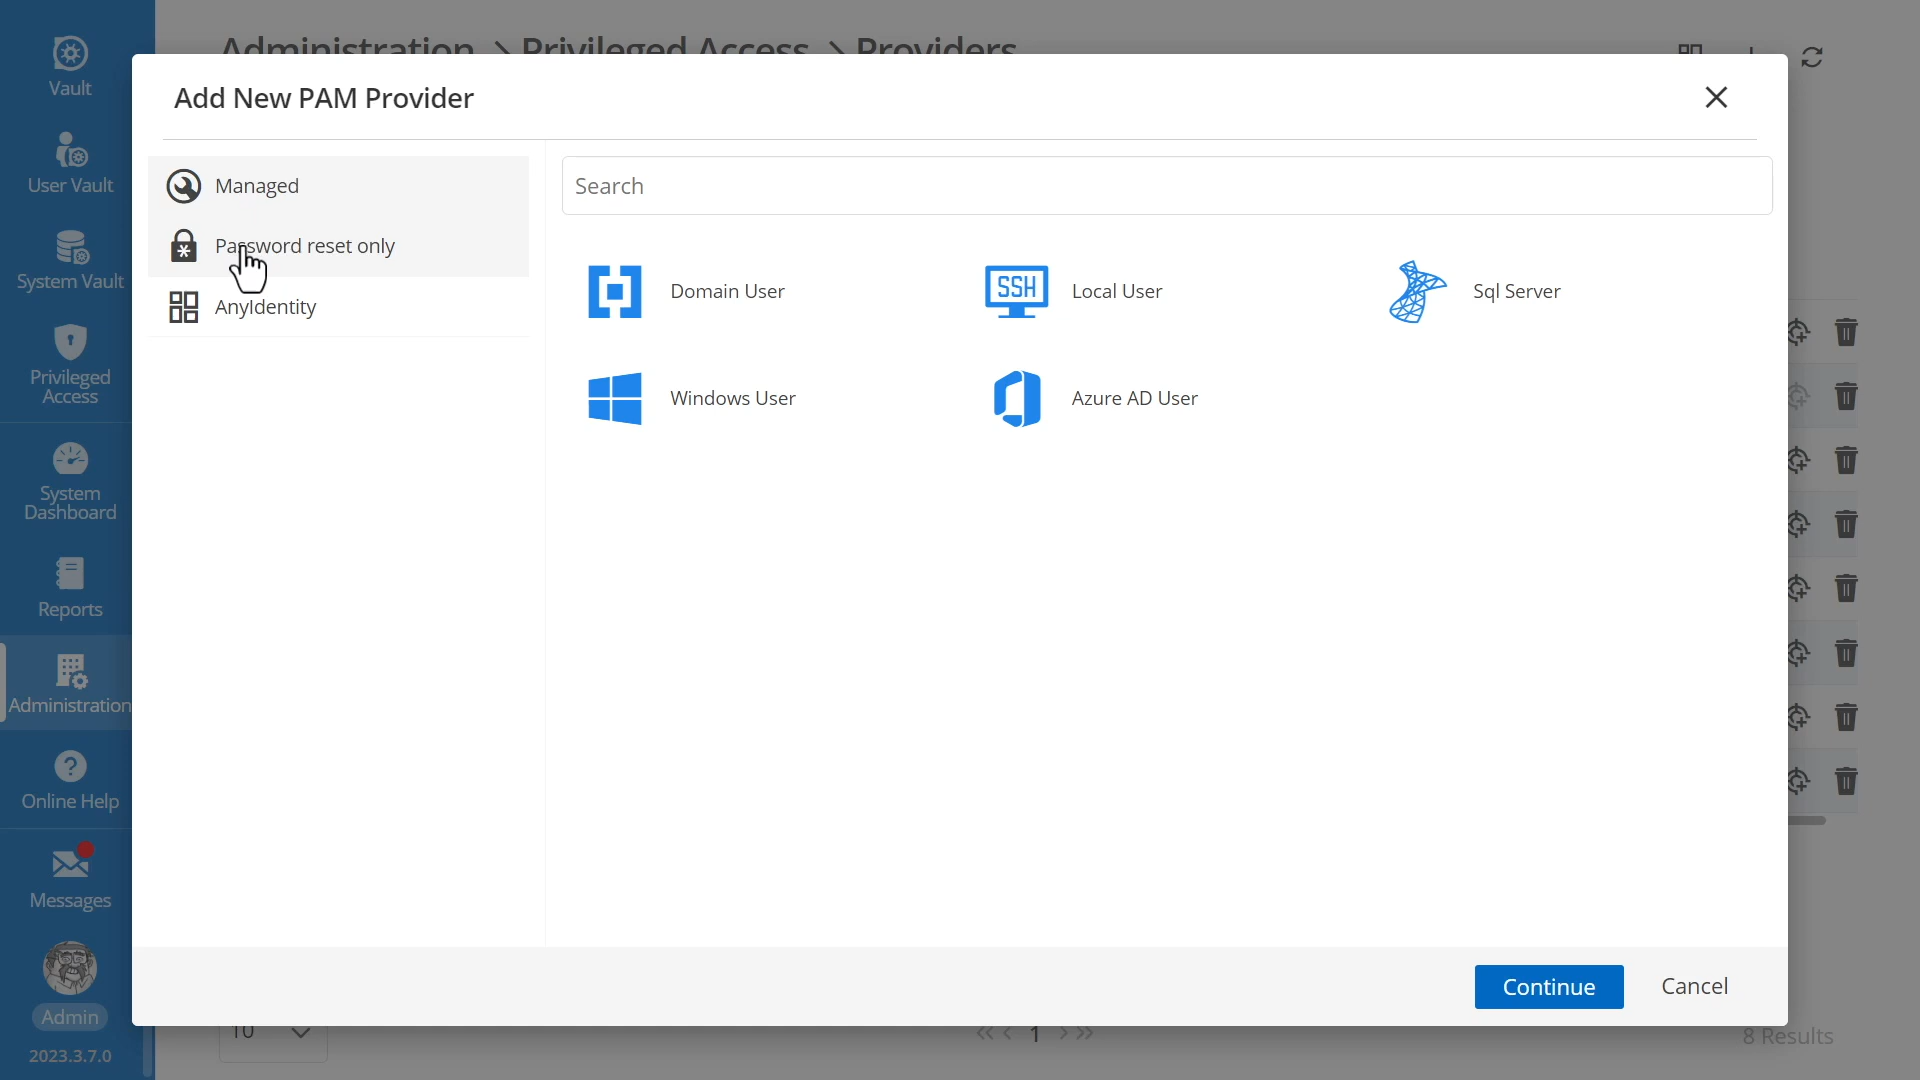 Administration > Privileged Access > Providers
Add New PAM Provider
Vault
User Vault
System Vault
Privileged
Access
System
Dashboard
Reports
Administration
Online Help
Messages
Admin
2023.3.7.0
Managed
Password reset only
AnyIdentity
Search
Domain User
SSH
Local User
Sql Server
Windows User
Azure AD User
Continue
Cancel
10
« < 1 > »
8 Results